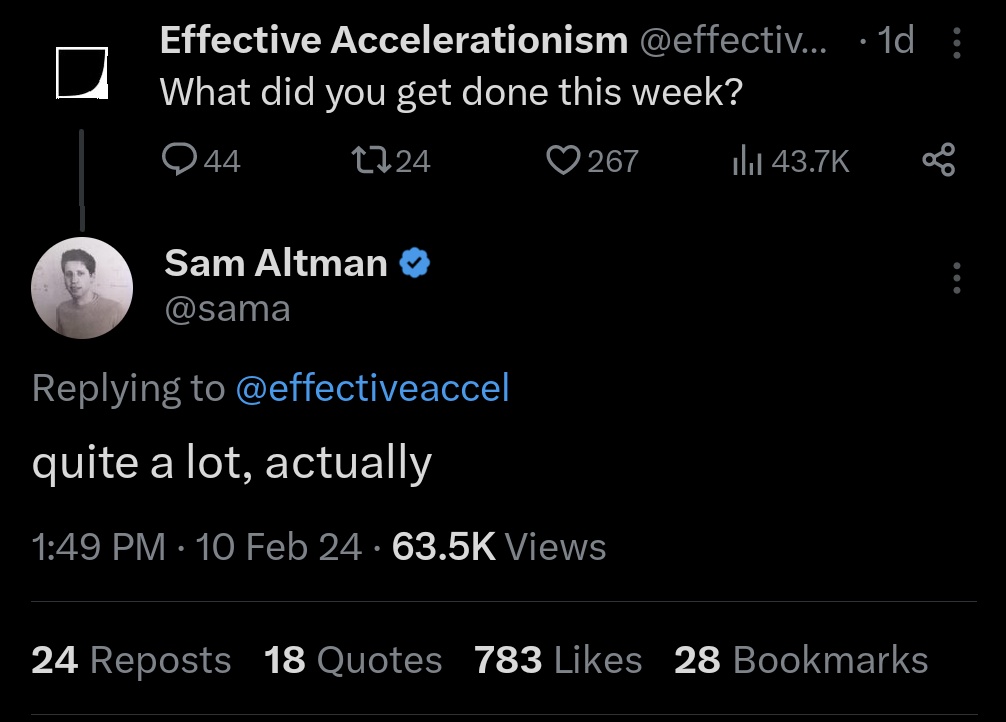 Effective Accelerationism @effectiv... · 1d
What did you get done this week?
44 24 267 43.7K
Sam Altman
@sama
Replying to @effectiveaccel
quite a lot, actually
1:49 PM · 10 Feb 24 · 63.5K Views
24 Reposts 18 Quotes 783 Likes 28 Bookmarks